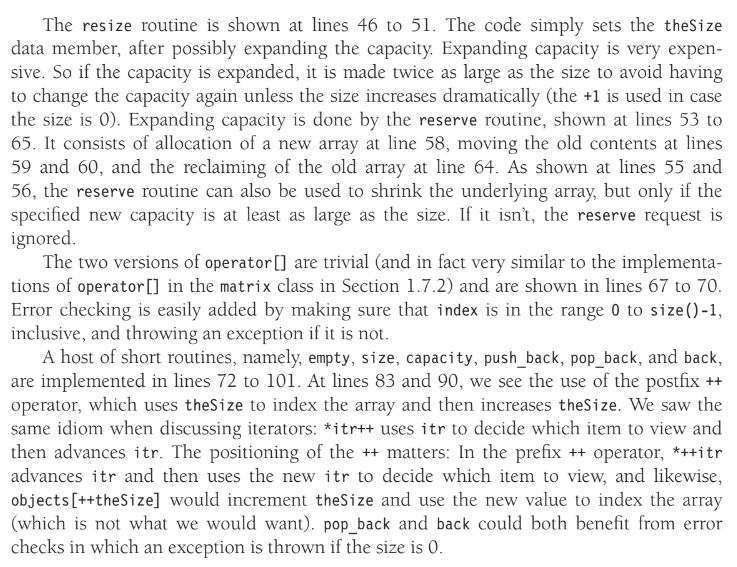 The resize routine is shown at lines 46 to 51. The code simply sets the theSize
data member, after possibly expanding the capacity. Expanding capacity is very expen-
sive. So if the capacity is expanded, it is made twice as large as the size to avoid having
to change the capacity again unless the size increases dramatically (the +1 is used in case
the size is 0). Expanding capacity is done by the reserve routine, shown at lines 53 to
65. It consists of allocation of a new array at line 58, moving the old contents at lines
59 and 60, and the reclaiming of the old array at line 64. As shown at lines 55 and
56, the reserve routine can also be used to shrink the underlying array, but only if the
specified new capacity is at least as large as the size. If it isn't, the reserve request is
ignored.
The two versions of operator[] are trivial (and in fact very similar to the implementa-
tions of operator[] in the matrix class in Section 1.7.2) and are shown in lines 67 to 70.
Error checking is easily added by making sure that index is in the range 0 to size()-1,
inclusive, and throwing an exception if it is not.
A host of short routines, namely, empty, size, capacity, push_back, pop_back, and back,
are implemented in lines 72 to 101. At lines 83 and 90, we see the use of the postfix ++
operator, which uses theSize to index the array and then increases theSize. We saw the
same idiom when discussing iterators: *itr++ uses itr to decide which item to view and
then advances itr. The positioning of the ++ matters: In the prefix ++ operator, *++itr
advances itr and then uses the new itr to decide which item to view, and likewise,
objects[++theSize] would increment theSize and use the new value to index the array
(which is not what we would want). pop_back and back could both benefit from error
checks in which an exception is thrown if the size is 0.